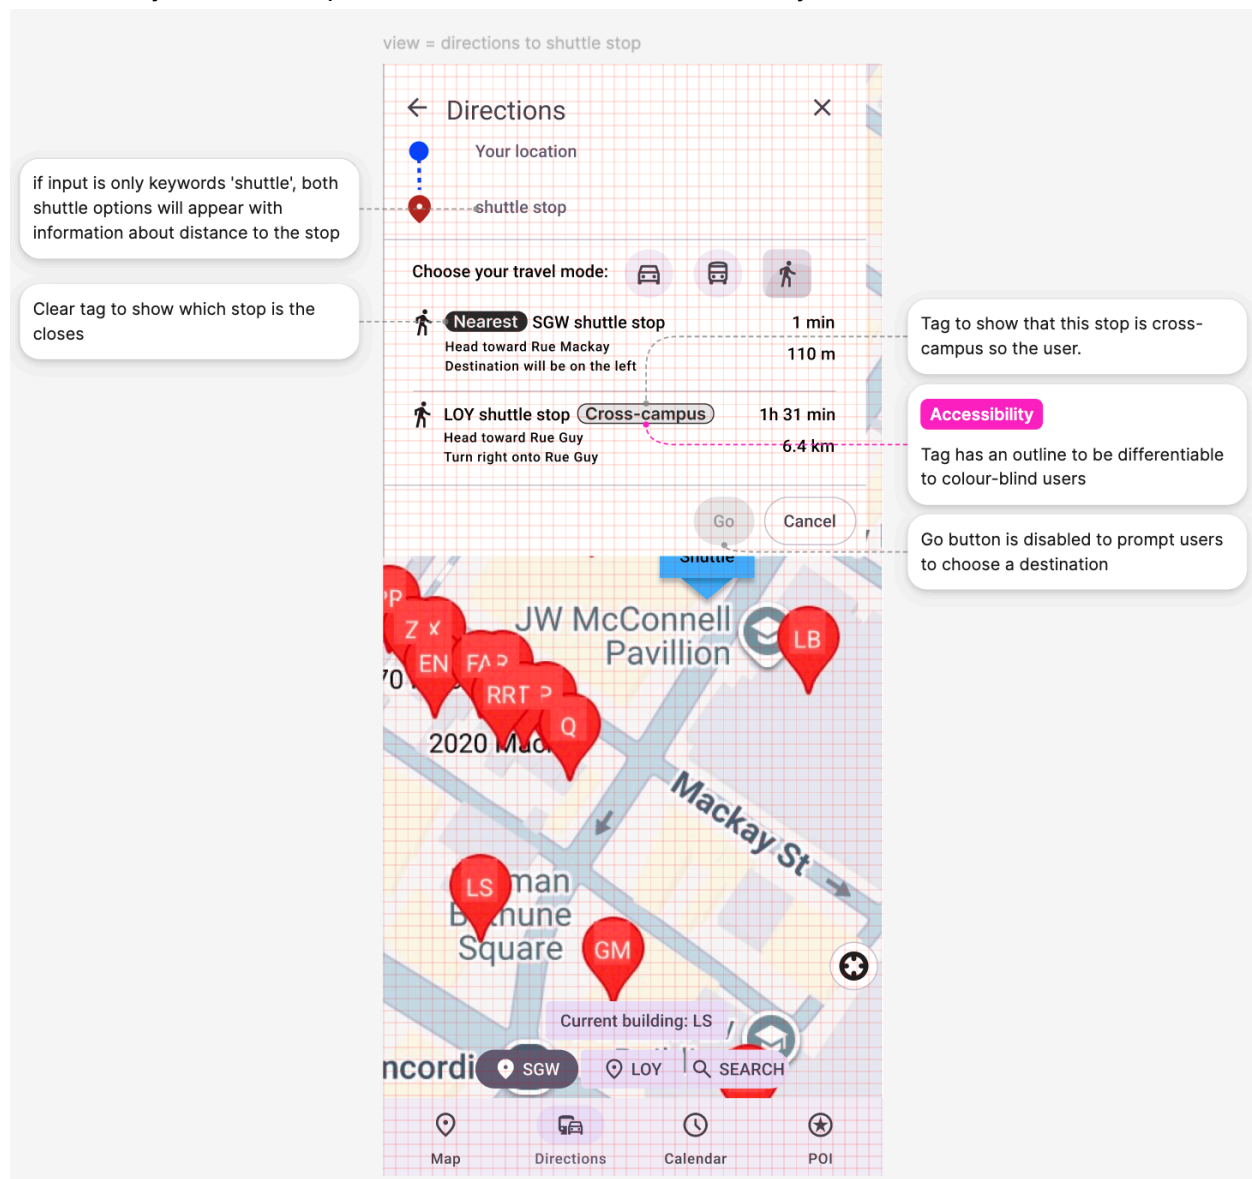 view = directions to shuttle stop
Directions
Your location
if input is only keywords 'shuttle', both
shuttle options will appear with
information about distance to the stop
shuttle stop
Choose your travel mode:
Clear tag to show which stop is the
closes
Nearest SGW shuttle stop 1 min
Head toward Rue Mackay
110 m
Destination will be on the left
Tag to show that this stop is cross-
campus so the user.
LOY shuttle stop Cross-campus 1h 31 min
Head toward Rue Guy
6.4 km
Turn right onto Rue Guy
Accessibility
Tag has an outline to be differentiable
to colour-blind users
Go Cancel
Go button is disabled to prompt users
to choose a destination
Shuttle
JW McConnell
Pavillion
LB
Z X
EN FA
RRT P
Q
2020
Mackay St
LS
Square
GM
Current building: LS
SGW LOY SEARCH
Map Directions Calendar POI